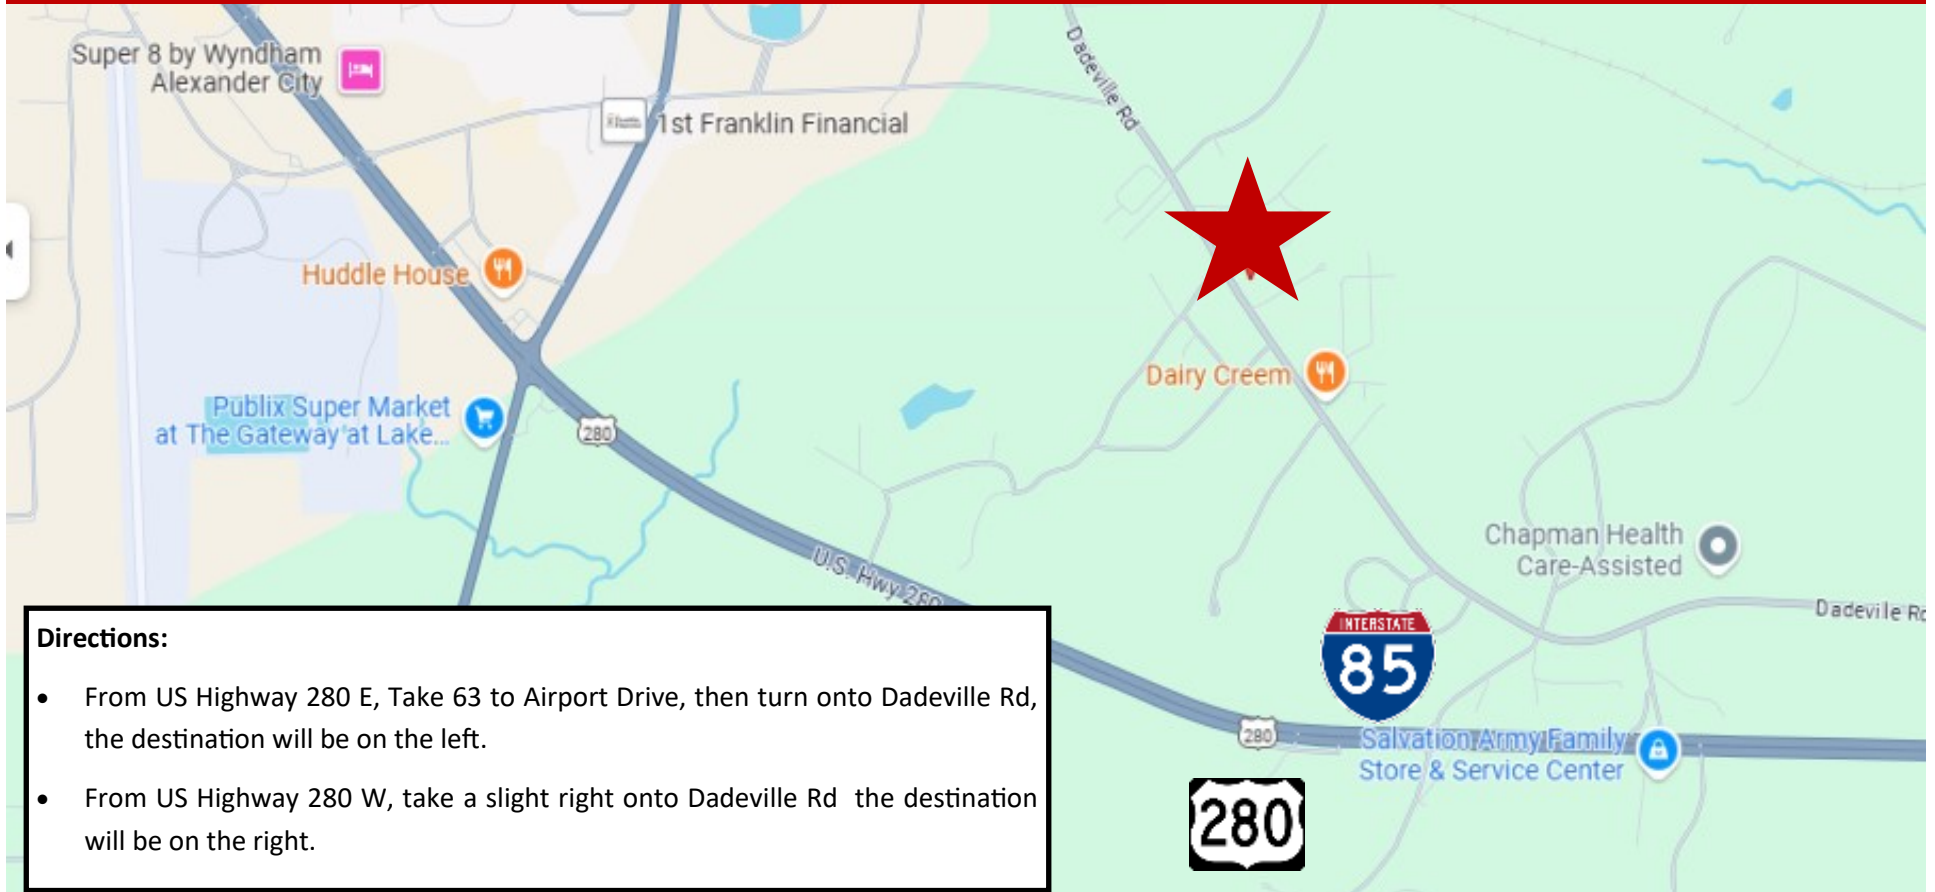 Super 8 by Wyndham
Alexander City
1st Franklin Financial
Dadeville Rd
Huddle House
Dairy Creem
Publix Super Market
at The Gateway at Lake...
280
U.S. Hwy 280
Chapman Health
Care-Assisted
Dadevile Rd
INTERSTATE
85
280
Salvation Army Family
Store & Service Center
280
Directions:
• From US Highway 280 E, Take 63 to Airport Drive, then turn onto Dadeville Rd,
the destination will be on the left.
• From US Highway 280 W, take a slight right onto Dadeville Rd  the destination
will be on the right.